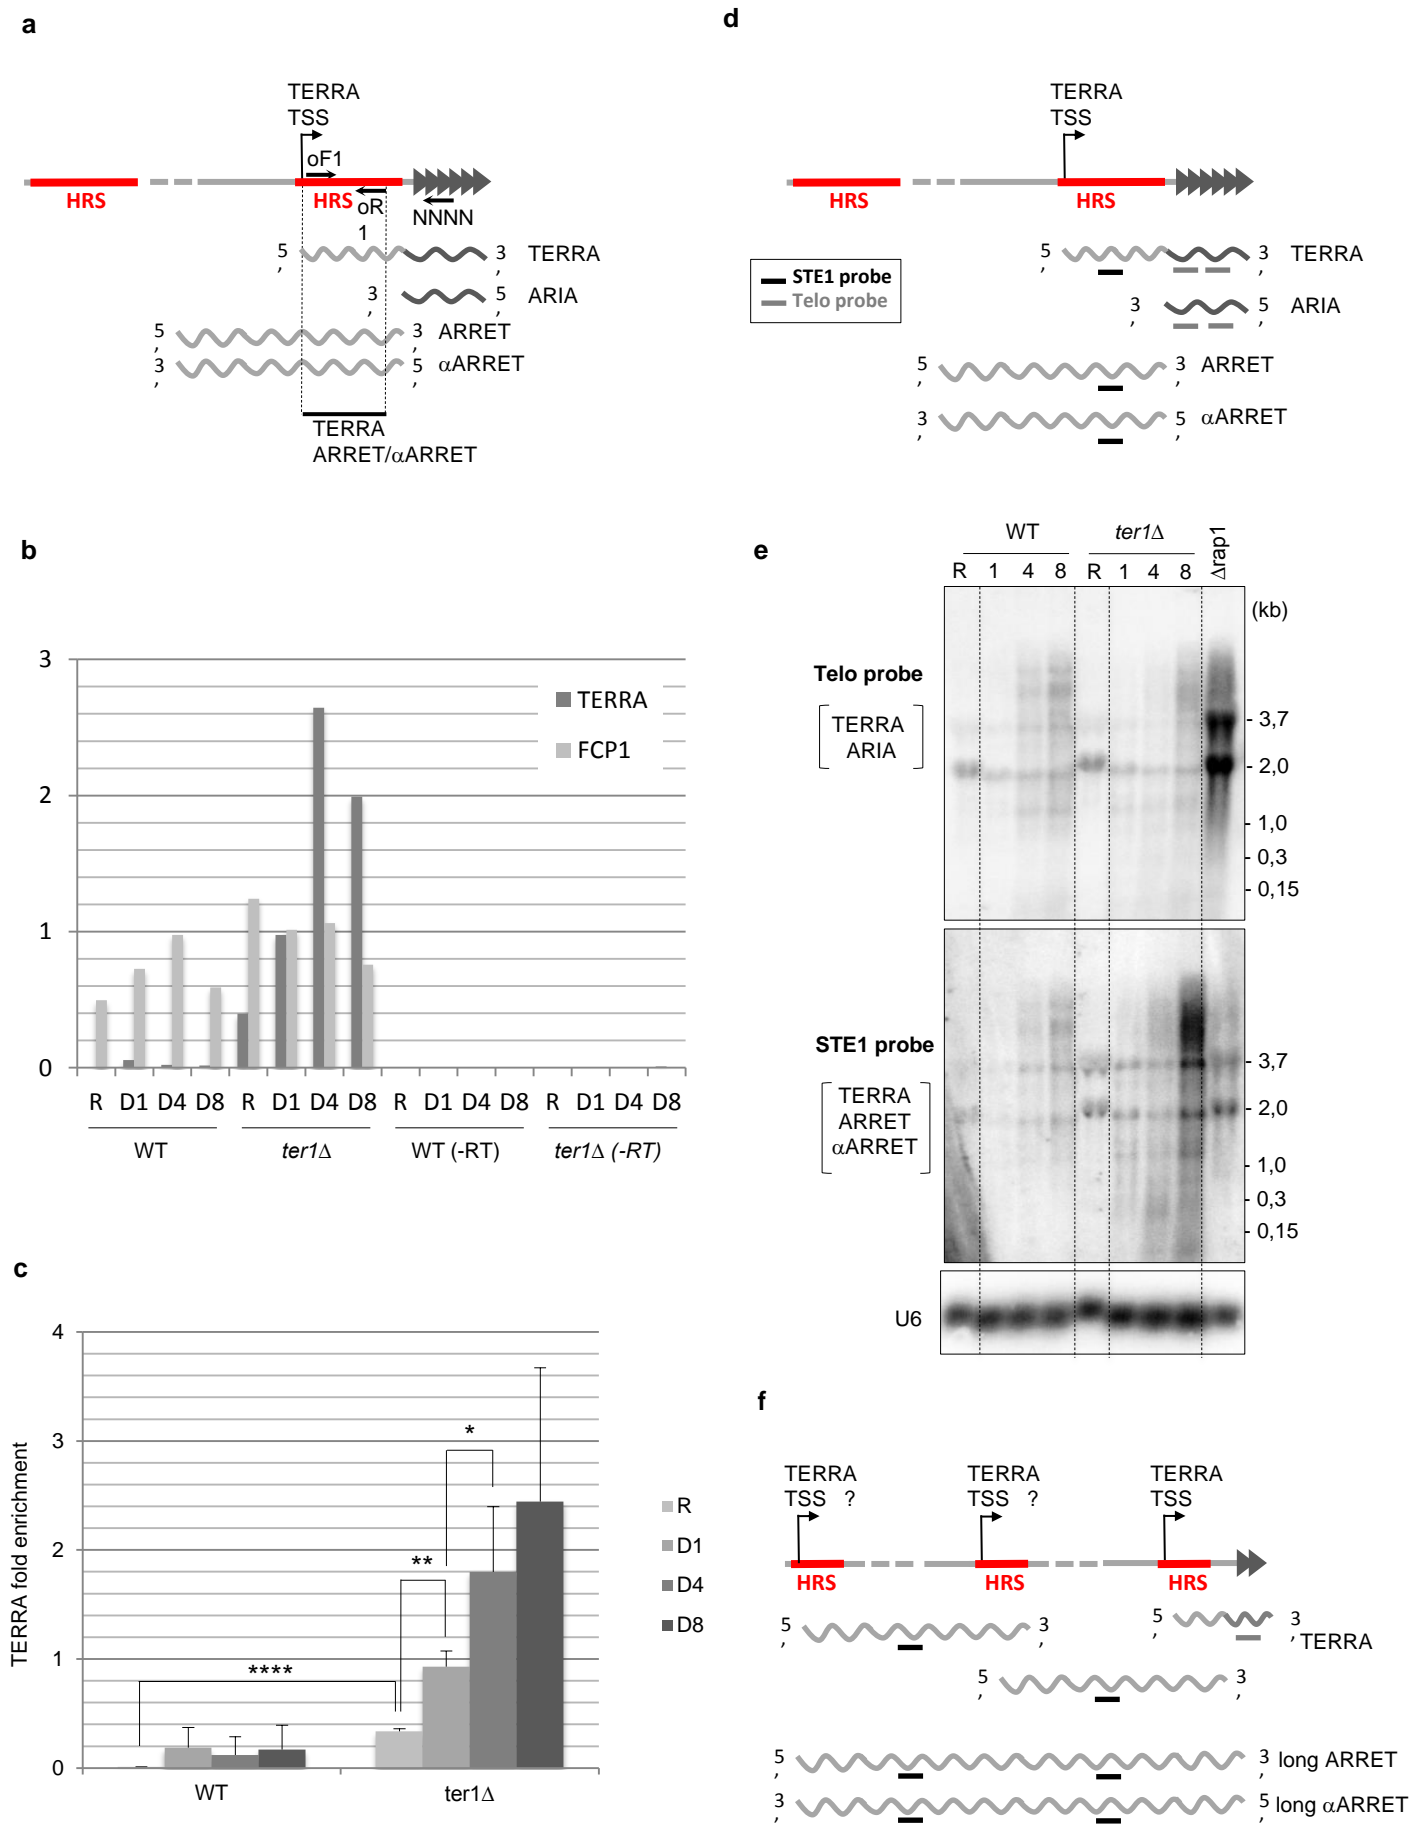 a
TERRA
TSS
oF1
HRS
HRS
oR
1
NNNN
5
,
3
,
TERRA
3
,
5
,
ARIA
5
,
3
,
ARRET
3
,
5
,
αARRET
TERRA
ARRET/αARRET
b
3
2
1
0
TERRA
FCP1
R D1 D4 D8 R D1 D4 D8 R D1 D4 D8 R D1 D4 D8
WT
ter1Δ
WT (-RT)
ter1Δ (-RT)
c
TERRA fold enrichment
4
3
2
1
0
****
**
*
R
D1
D4
D8
WT
ter1Δ
d
TERRA
TSS
HRS
HRS
STE1 probe
Telo probe
5
,
3
,
TERRA
3
,
5
,
ARIA
5
,
3
,
ARRET
3
,
5
,
αARRET
e
WT
ter1Δ
Δrap1
R 1 4 8 R 1 4 8
(kb)
Telo probe
TERRA
ARIA
- 3,7
- 2,0
- 1,0
- 0,3
- 0,15
STE1 probe
TERRA
ARRET
αARRET
- 3,7
- 2,0
- 1,0
- 0,3
- 0,15
U6
f
TERRA
TSS ?
TERRA
TSS ?
TERRA
TSS
HRS
HRS
HRS
5
,
3
,
5
,
3
,
TERRA
5
,
3
,
5
,
3
,
long ARRET
3
,
5
,
long αARRET